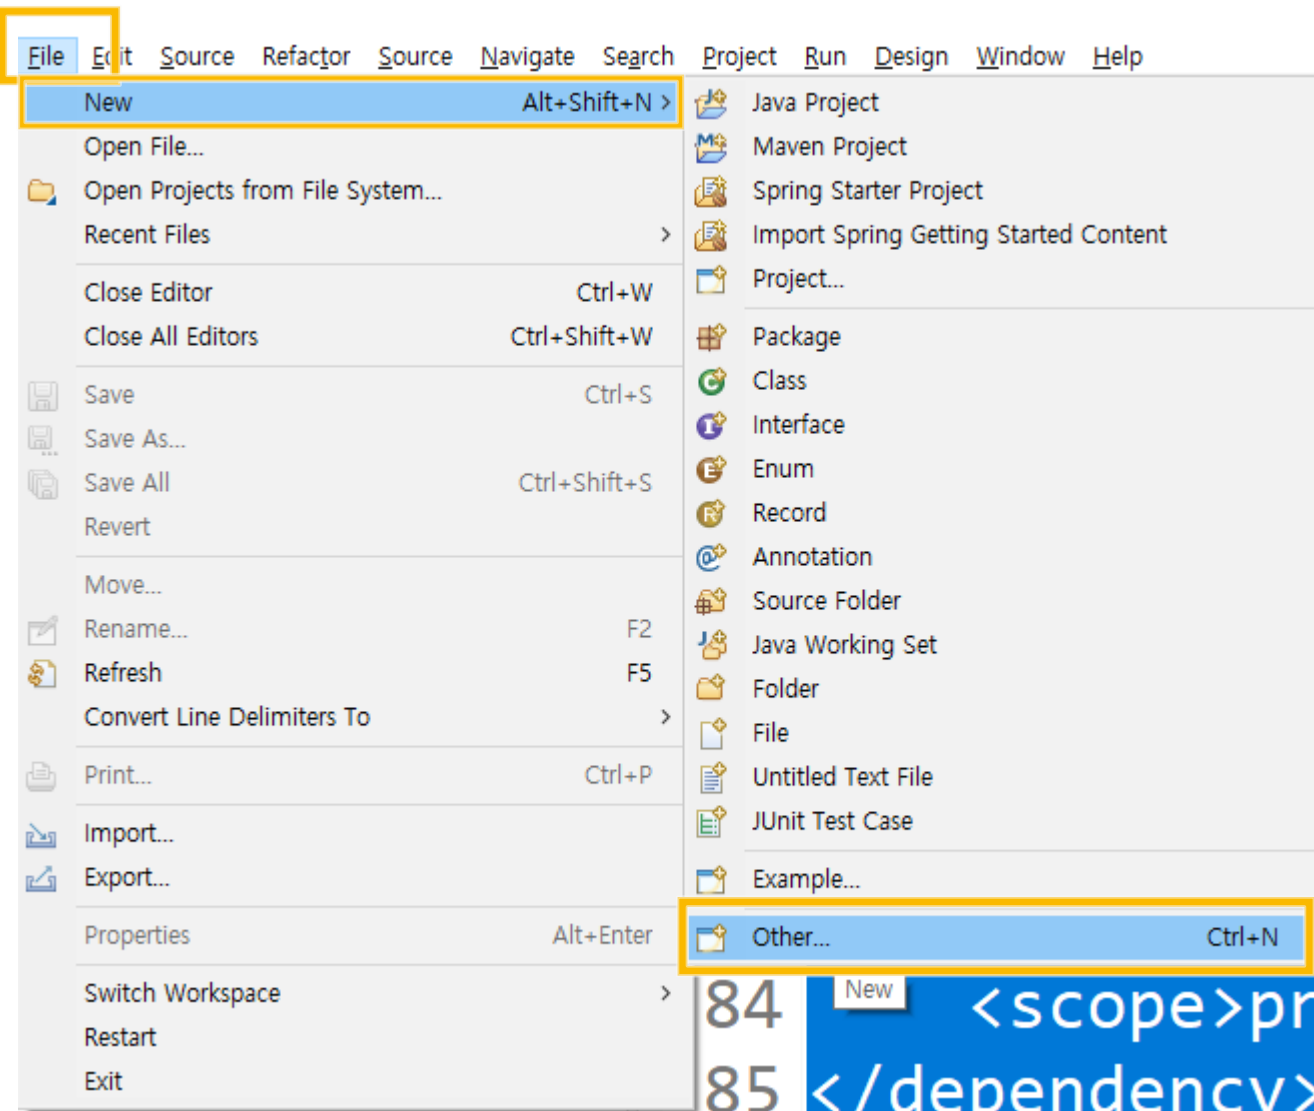 File Edit Source Refactor Source Navigate Search Project Run Design Window Help
New Alt+Shift+N >
Open File...
Open Projects from File System...
Recent Files >
Close Editor Ctrl+W
Close All Editors Ctrl+Shift+W
Save Ctrl+S
Save As...
Save All Ctrl+Shift+S
Revert
Move...
Rename... F2
Refresh F5
Convert Line Delimiters To >
Print... Ctrl+P
Import...
Export...
Properties Alt+Enter
Switch Workspace >
Restart
Exit
Java Project
Maven Project
Spring Starter Project
Import Spring Getting Started Content
Project...
Package
Class
Interface
Enum
Record
Annotation
Source Folder
Java Working Set
Folder
File
Untitled Text File
JUnit Test Case
Example...
Other... Ctrl+N
New
84 <scope>pr
85 </dependency>